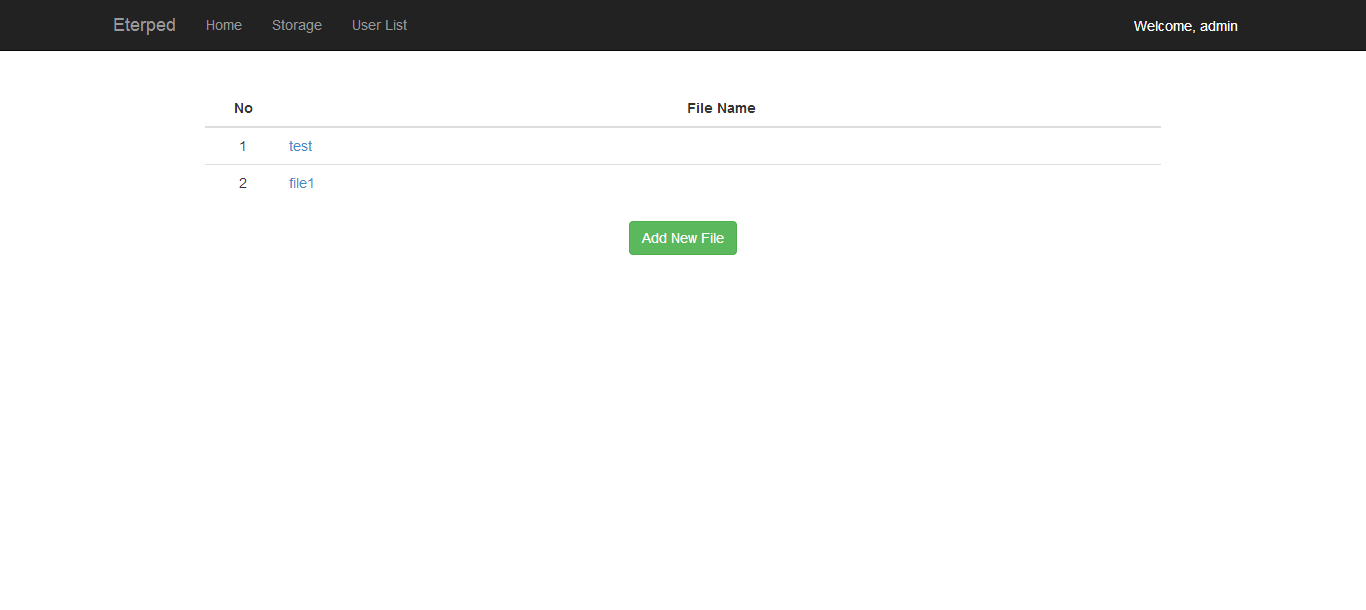 Eterped Home Storage User List Welcome, admin
No File Name
1 test
2 file1
Add New File